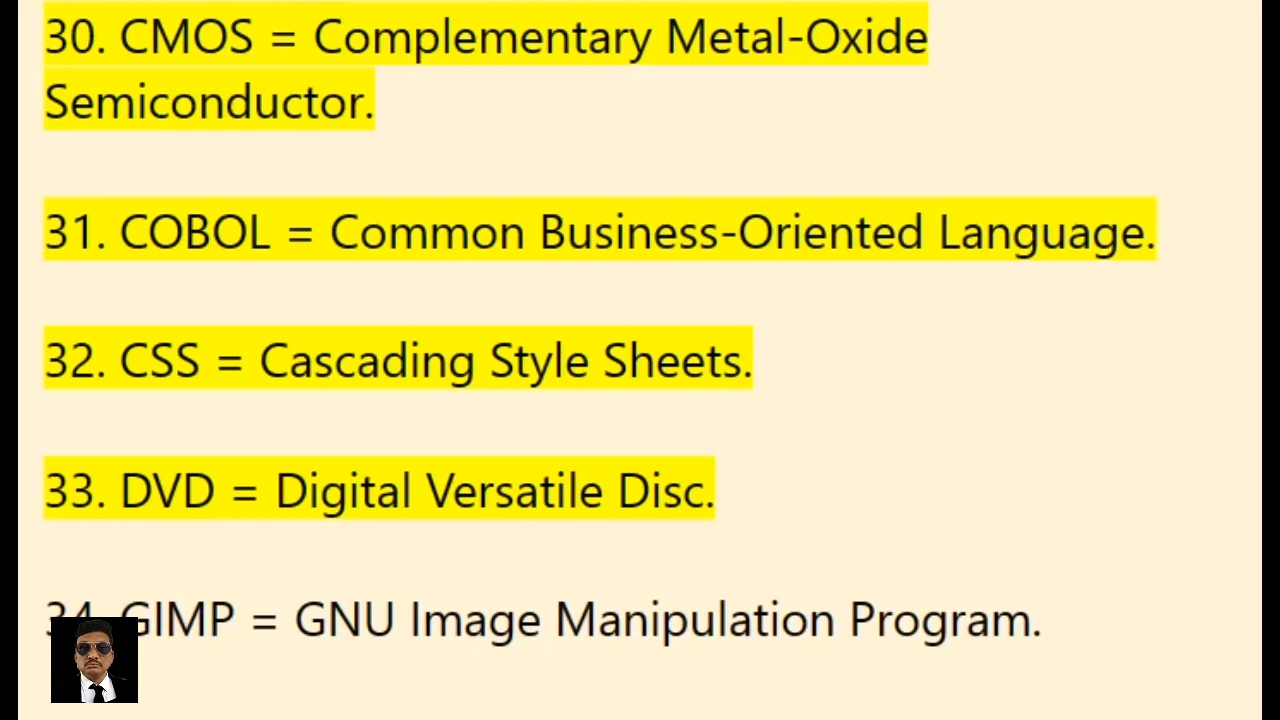 30. CMOS = Complementary Metal-Oxide
Semiconductor.
31. COBOL = Common Business-Oriented Language.
32. CSS = Cascading Style Sheets.
33. DVD = Digital Versatile Disc.
34. GIMP = GNU Image Manipulation Program.